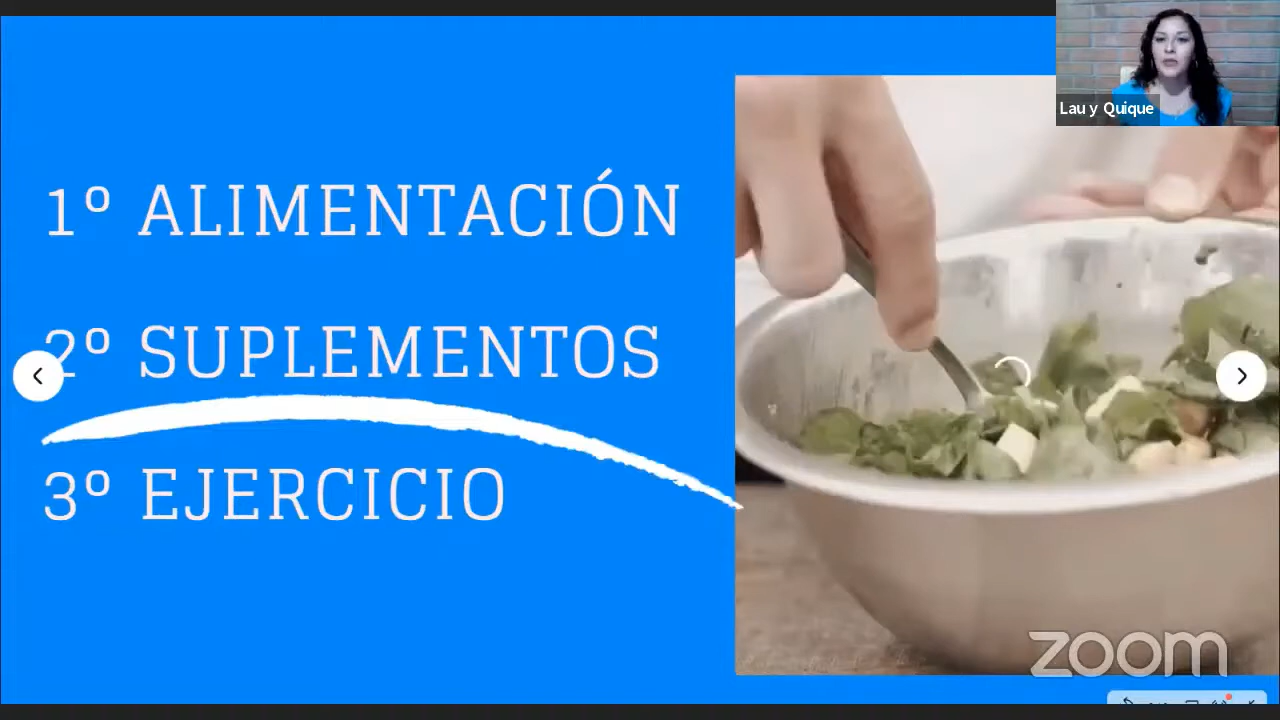 Lau y Quique
1º ALIMENTACIÓN
2º SUPLEMENTOS
3º EJERCICIO
zoom